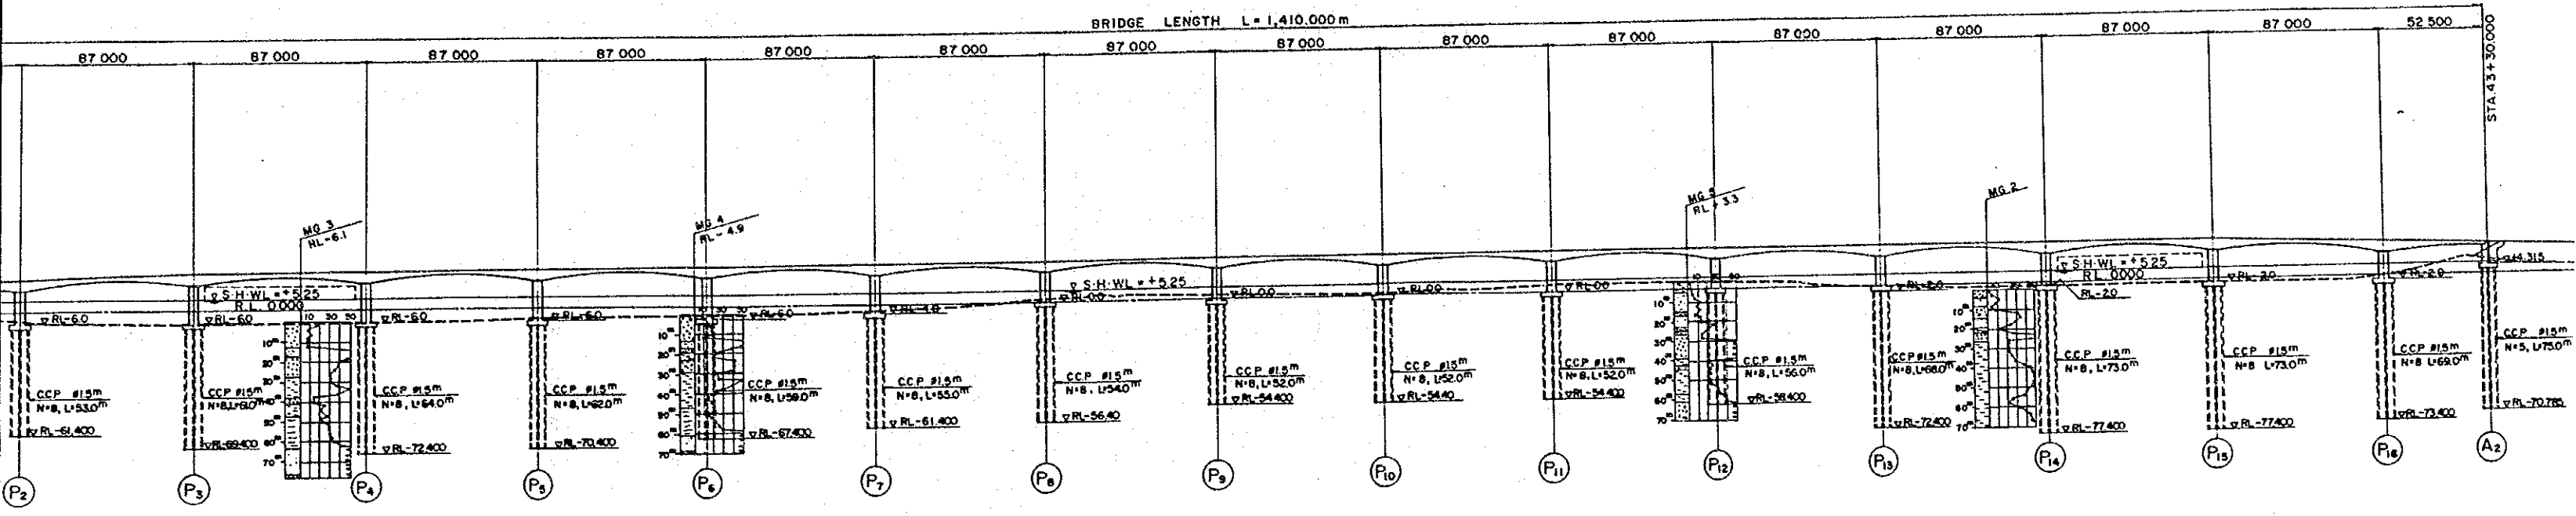 BRIDGE LENGTH L = 1,410.000 m
87 000 87 000 87 000 87 000 87 000 87 000 87 000 87 000 87 000 87 000 87 000 87 000 87 000 87 000 52 500
STA.43+30.000
MG 3
RL-6.1
MG 4
RL-4.9
MG 5
RL + 3.3
MG 2
S·H·WL = +5.25
R.L. 0.000
S·H·WL = +5.25
S·H·WL = +5.25
RL 0.000
RL-6.0
RL-6.0
RL-6.0
RL-6.0
RL-6.0
RL-0.0
RL-0.0
RL-0.0
RL-0.0
RL-2.0
RL-2.0
RL-2.0
RL-2.0
10 30 50
10m
20m
70m
CCP ø1.5m
N=8, L=53.0m
RL-61.400
CCP ø1.5m
N=8, L=61.0m
RL-69.400
CCP ø1.5m
N=8, L=64.0m
RL-72.400
CCP ø1.5m
N=8, L=62.0m
RL-70.400
CCP ø1.5m
N=8, L=59.0m
RL-67.400
CCP ø1.5m
N=8, L=55.0m
RL-61.400
CCP ø1.5m
N=8, L=54.0m
RL-56.40
CCP ø1.5m
N=8, L=52.0m
RL-54.400
CCP ø1.5m
N=8, L=52.0m
RL-54.40
CCP ø1.5m
N=8, L=52.0m
RL-54.400
CCP ø1.5m
N=8, L=56.0m
RL-58.400
CCP ø1.5m
N=8, L=68.0m
RL-72.400
CCP ø1.5m
N=8, L=73.0m
RL-77.400
CCP ø1.5m
N=8 L=73.0m
RL-77.400
CCP ø1.5m
N=8 L=69.0m
RL-73.400
CCP ø1.5m
N=5, L=75.0m
RL-70.785
P2 P3 P4 P5 P6 P7 P8 P9 P10 P11 P12 P13 P14 P15 P16 A2